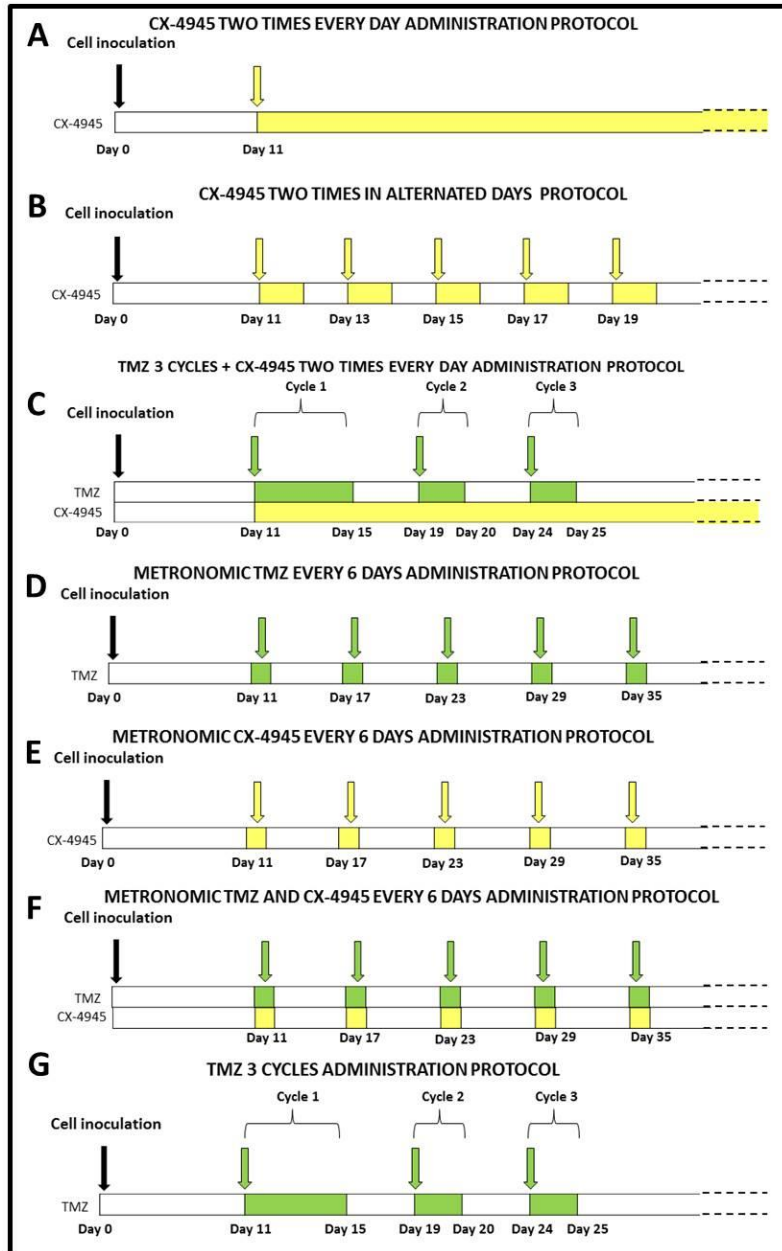 A
CX-4945 TWO TIMES EVERY DAY ADMINISTRATION PROTOCOL
Cell inoculation
CX-4945
Day 0 Day 11
B
CX-4945 TWO TIMES IN ALTERNATED DAYS PROTOCOL
Cell inoculation
CX-4945
Day 0 Day 11 Day 13 Day 15 Day 17 Day 19
TMZ 3 CYCLES + CX-4945 TWO TIMES EVERY DAY ADMINISTRATION PROTOCOL
C
Cycle 1 Cycle 2 Cycle 3
Cell inoculation
TMZ
CX-4945
Day 0 Day 11 Day 15 Day 19 Day 20 Day 24 Day 25
D
METRONOMIC TMZ EVERY 6 DAYS ADMINISTRATION PROTOCOL
Cell inoculation
TMZ
Day 0 Day 11 Day 17 Day 23 Day 29 Day 35
E
METRONOMIC CX-4945 EVERY 6 DAYS ADMINISTRATION PROTOCOL
Cell inoculation
CX-4945
Day 0 Day 11 Day 17 Day 23 Day 29 Day 35
F
METRONOMIC TMZ AND CX-4945 EVERY 6 DAYS ADMINISTRATION PROTOCOL
Cell inoculation
TMZ
CX-4945
Day 0 Day 11 Day 17 Day 23 Day 29 Day 35
G
TMZ 3 CYCLES ADMINISTRATION PROTOCOL
Cycle 1 Cycle 2 Cycle 3
Cell inoculation
TMZ
Day 0 Day 11 Day 15 Day 19 Day 20 Day 24 Day 25